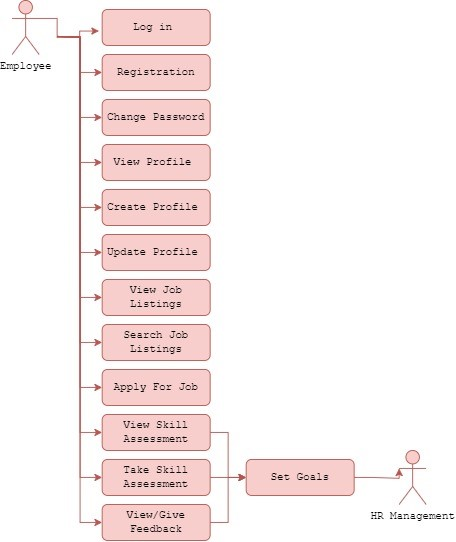 Log in
Employee
Registration
Change Password
View Profile
Create Profile
Update Profile
View Job
Listings
Search Job
Listings
Apply For Job
View Skill
Assessment
Take Skill
Assessment
Set Goals
View/Give
Feedback
HR Management